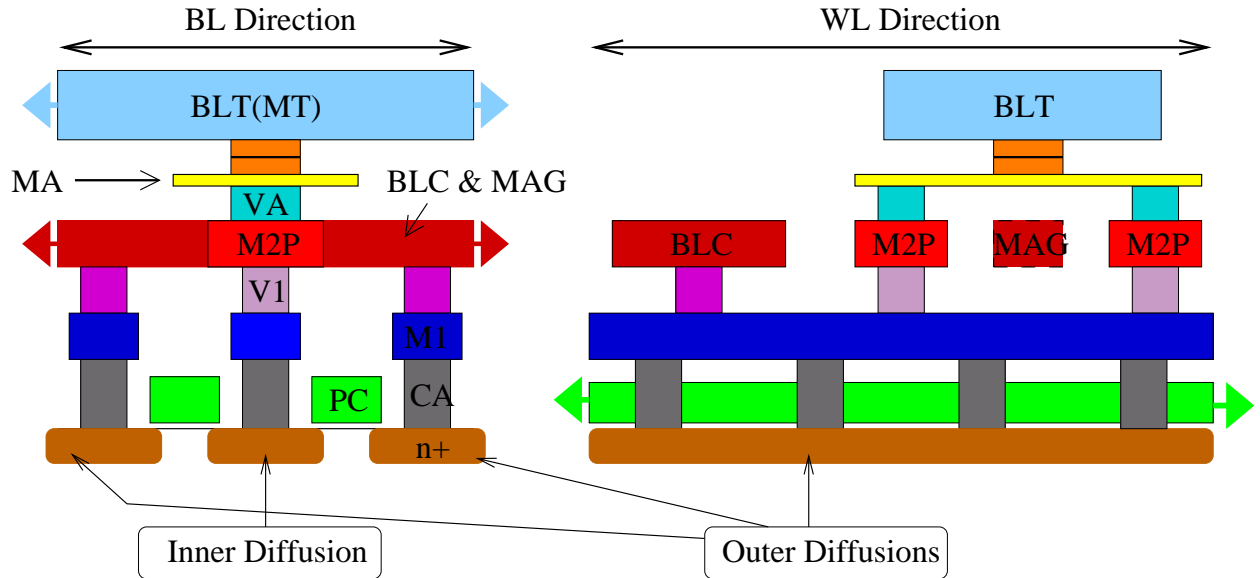 BL Direction
WL Direction
BLT(MT)
BLT
MA
BLC & MAG
VA
M2P
BLC
M2P
MAG
M2P
V1
M1
PC
CA
n+
Inner Diffusion
Outer Diffusions